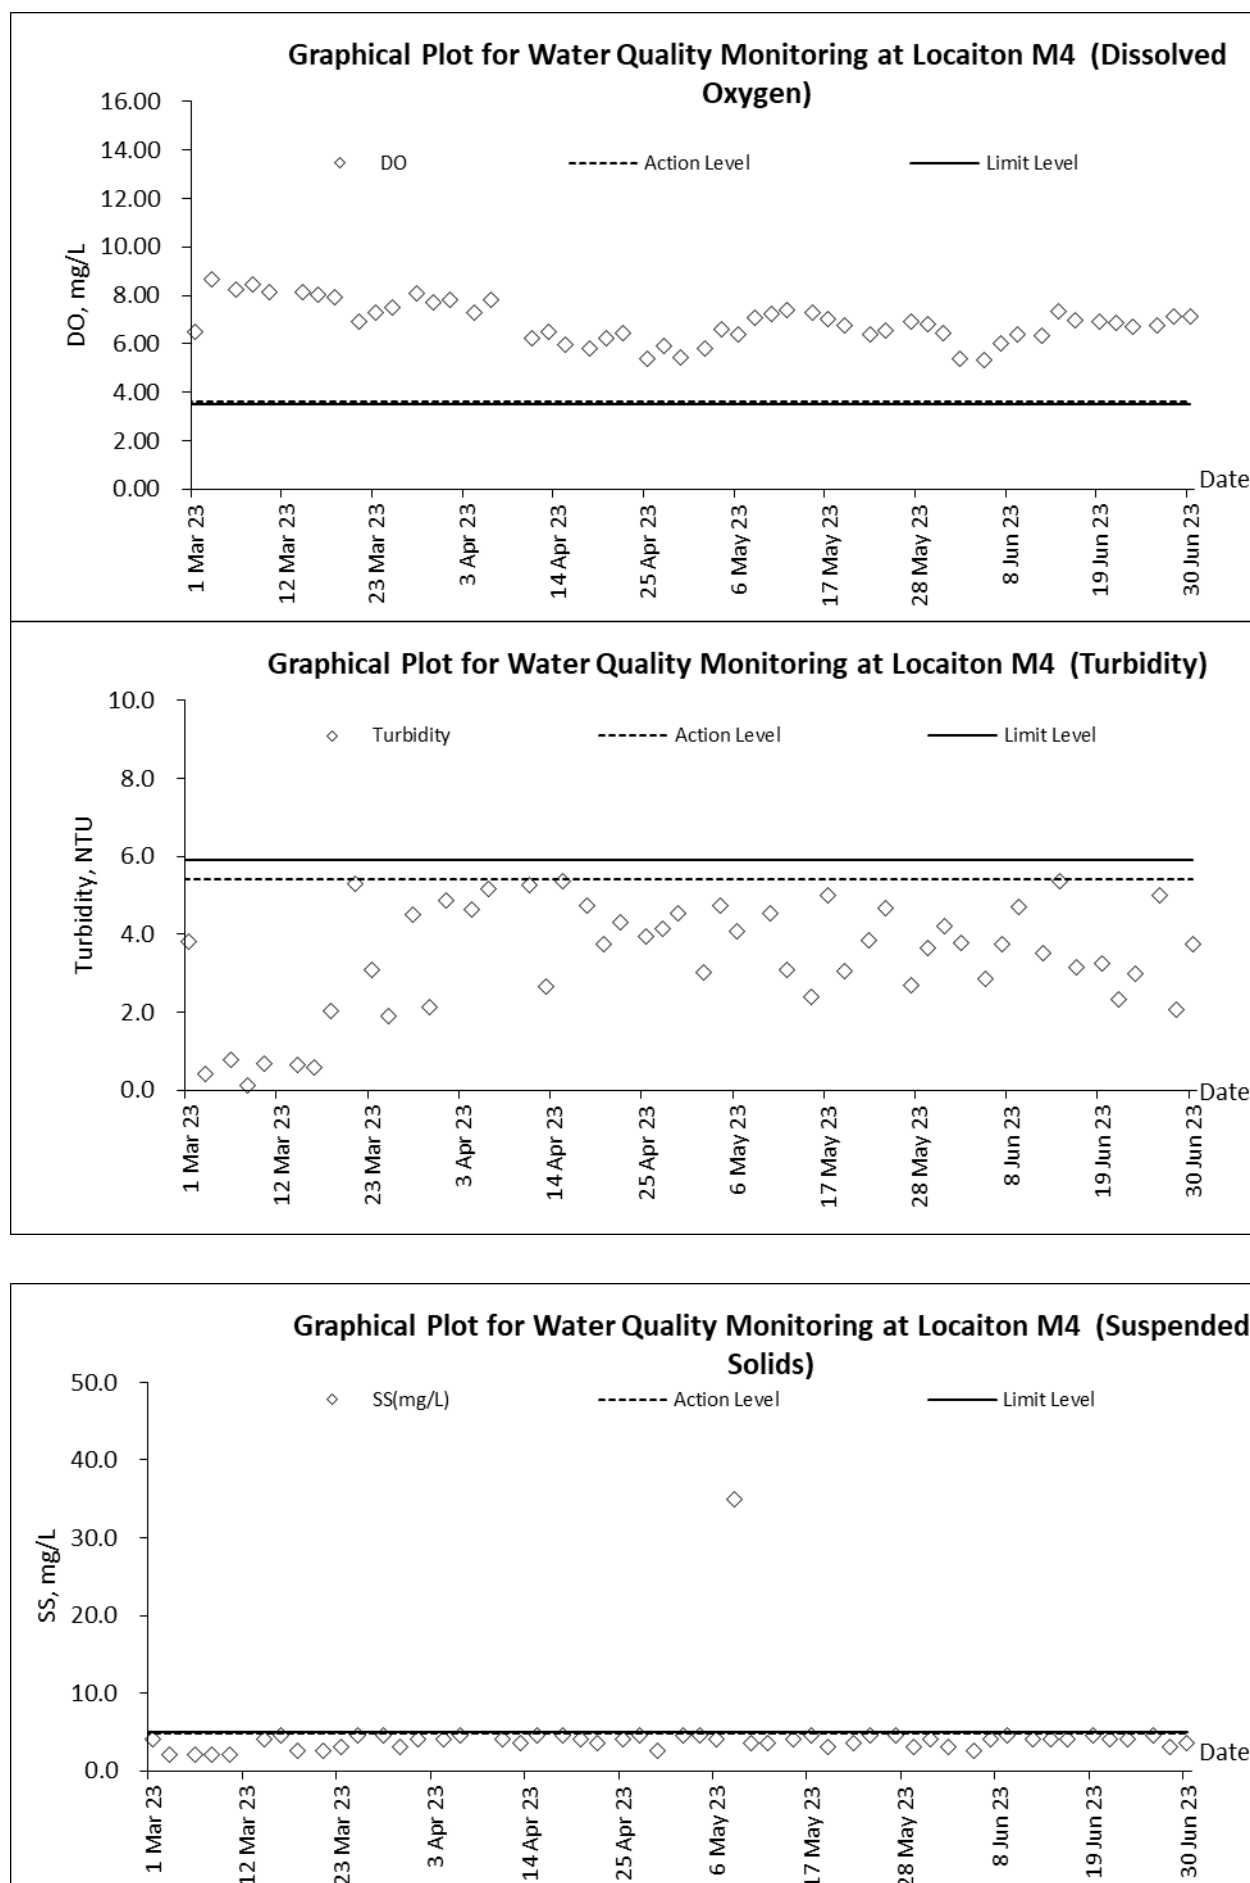 Graphical Plot for Water Quality Monitoring at Locaiton M4 (Dissolved
Oxygen)
16.00
14.00
12.00
10.00
8.00
6.00
4.00
2.00
0.00
DO, mg/L
DO
Action Level
Limit Level
Date
1 Mar 23
12 Mar 23
23 Mar 23
3 Apr 23
14 Apr 23
25 Apr 23
6 May 23
17 May 23
28 May 23
8 Jun 23
19 Jun 23
30 Jun 23
Graphical Plot for Water Quality Monitoring at Locaiton M4 (Turbidity)
10.0
8.0
6.0
4.0
2.0
0.0
Turbidity, NTU
Turbidity
Action Level
Limit Level
Date
1 Mar 23
12 Mar 23
23 Mar 23
3 Apr 23
14 Apr 23
25 Apr 23
6 May 23
17 May 23
28 May 23
8 Jun 23
19 Jun 23
30 Jun 23
Graphical Plot for Water Quality Monitoring at Locaiton M4 (Suspended
Solids)
50.0
40.0
30.0
20.0
10.0
0.0
SS, mg/L
SS(mg/L)
Action Level
Limit Level
Date
1 Mar 23
12 Mar 23
23 Mar 23
3 Apr 23
14 Apr 23
25 Apr 23
6 May 23
17 May 23
28 May 23
8 Jun 23
19 Jun 23
30 Jun 23